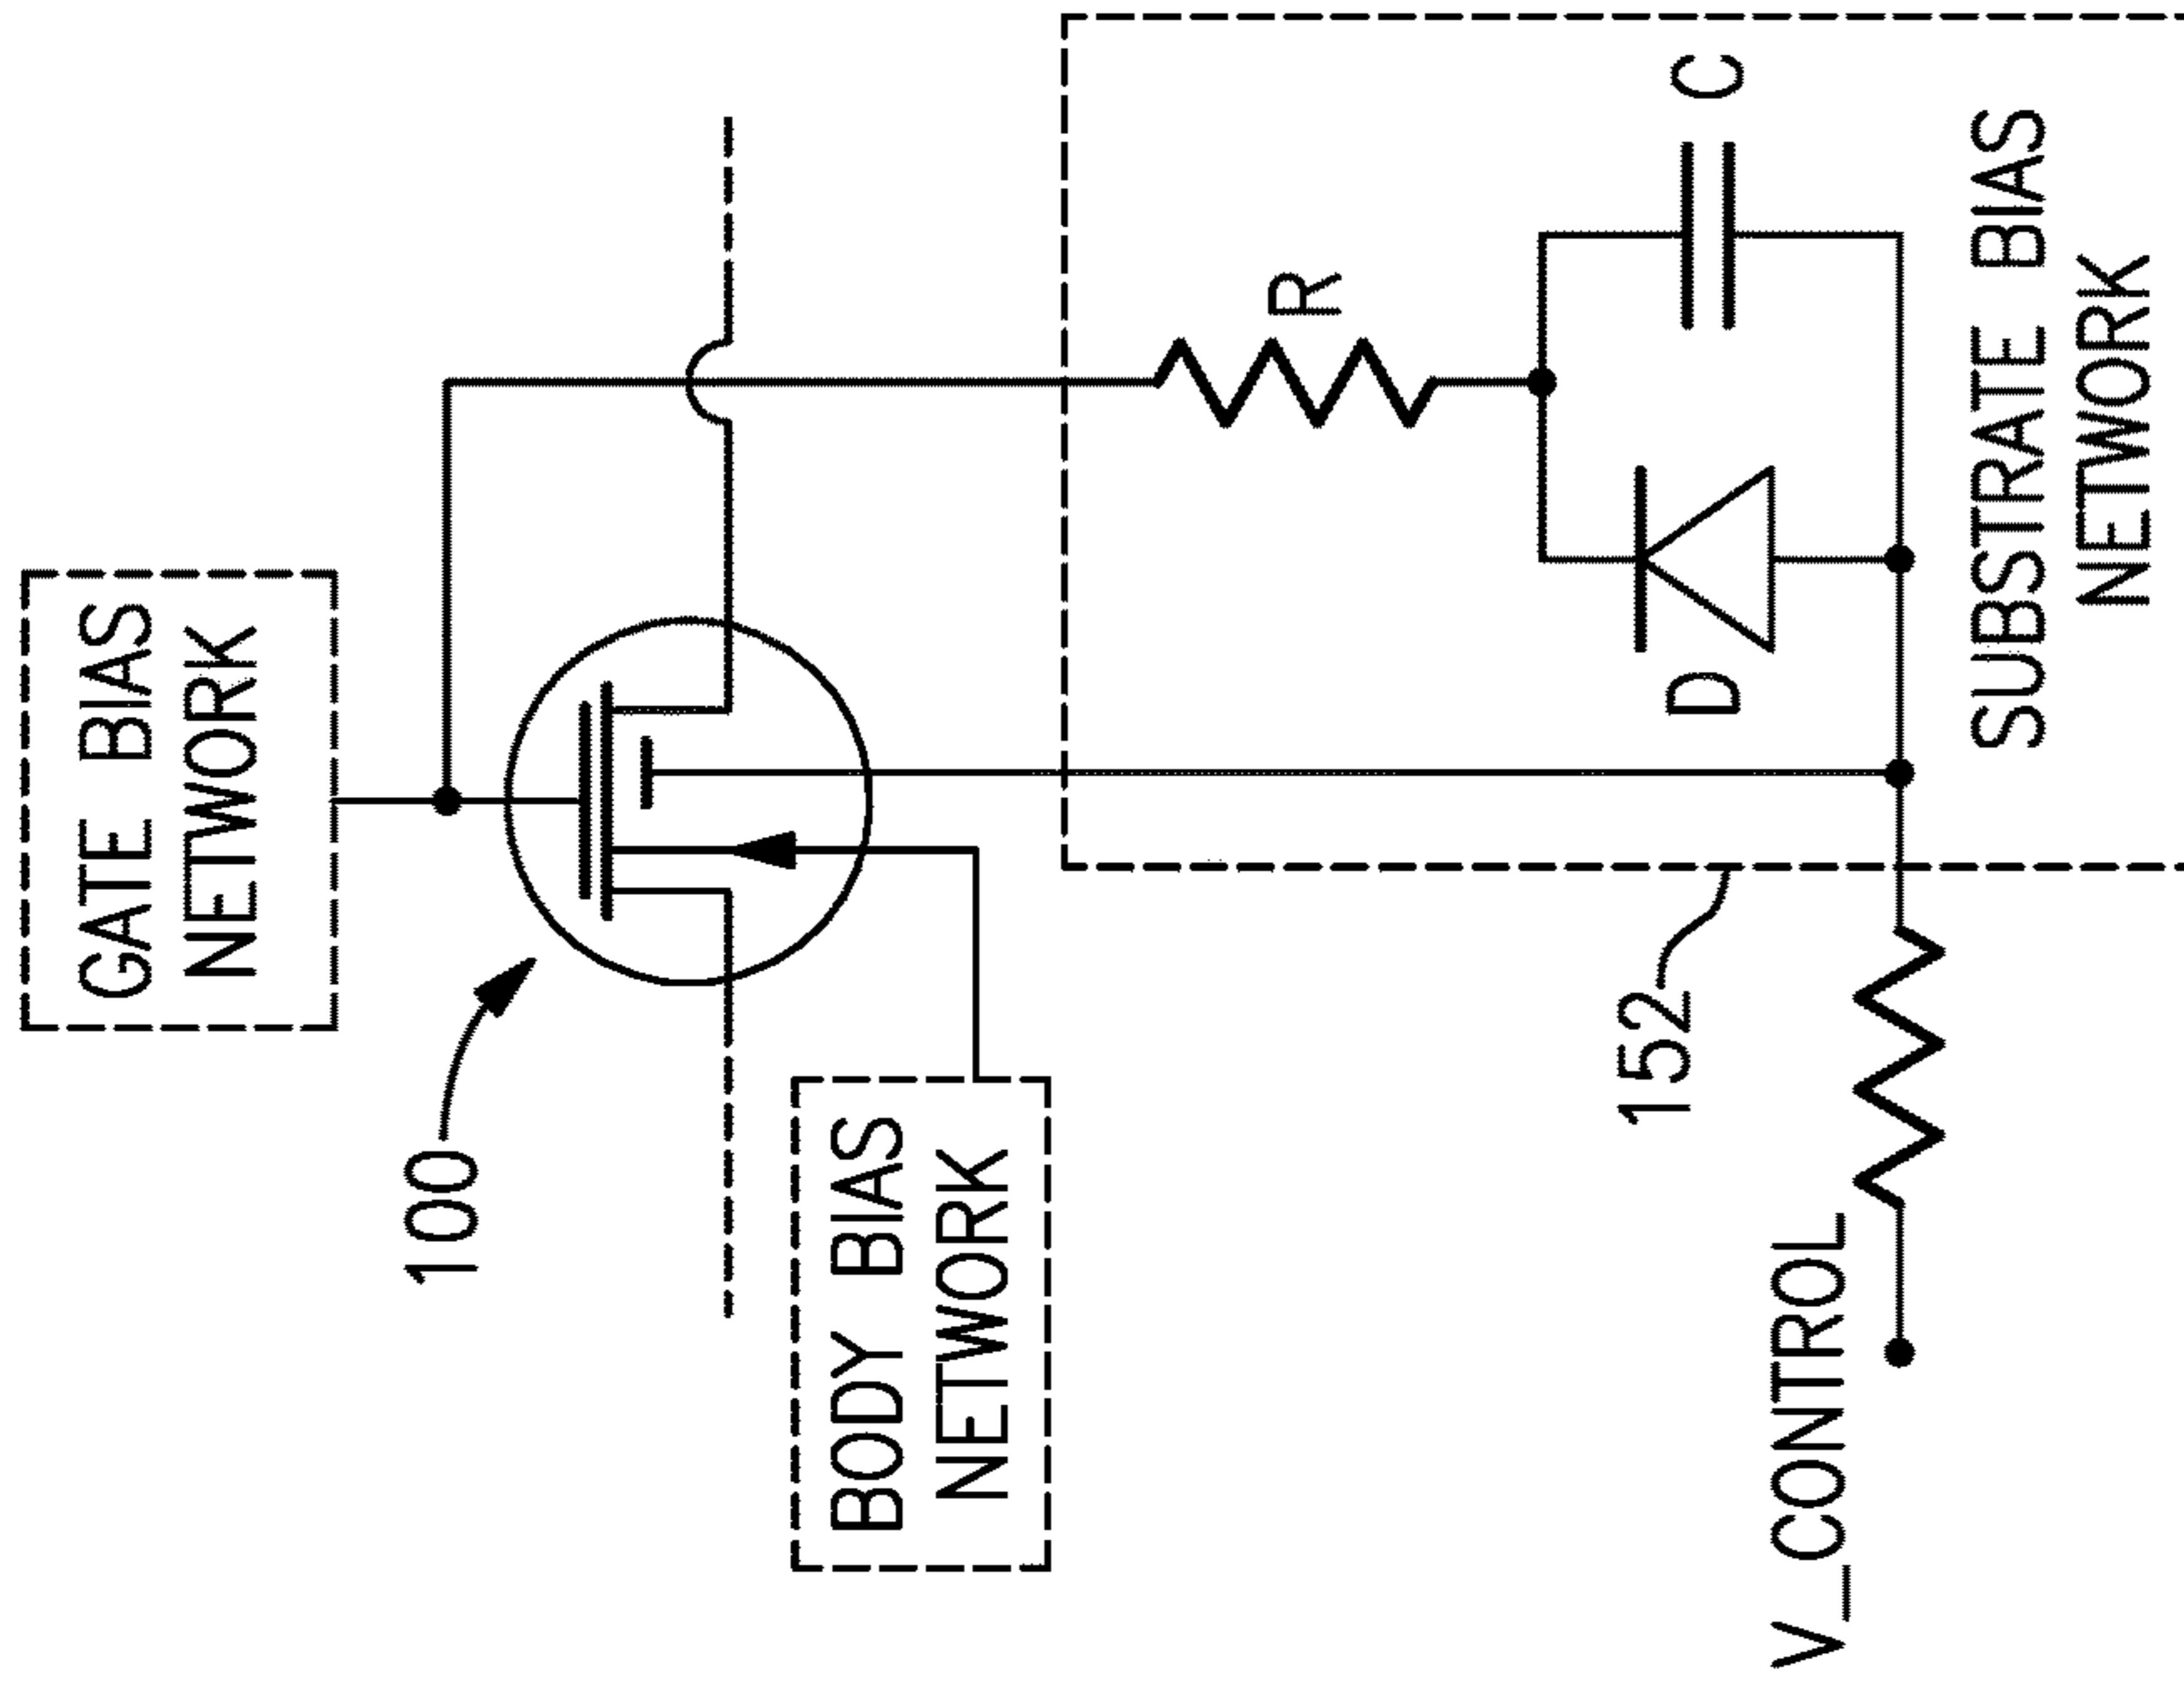 GATE BIAS
NETWORK
100
BODY BIAS
NETWORK
R
C
D
152
V_CONTROL
SUBSTRATE BIAS
NETWORK